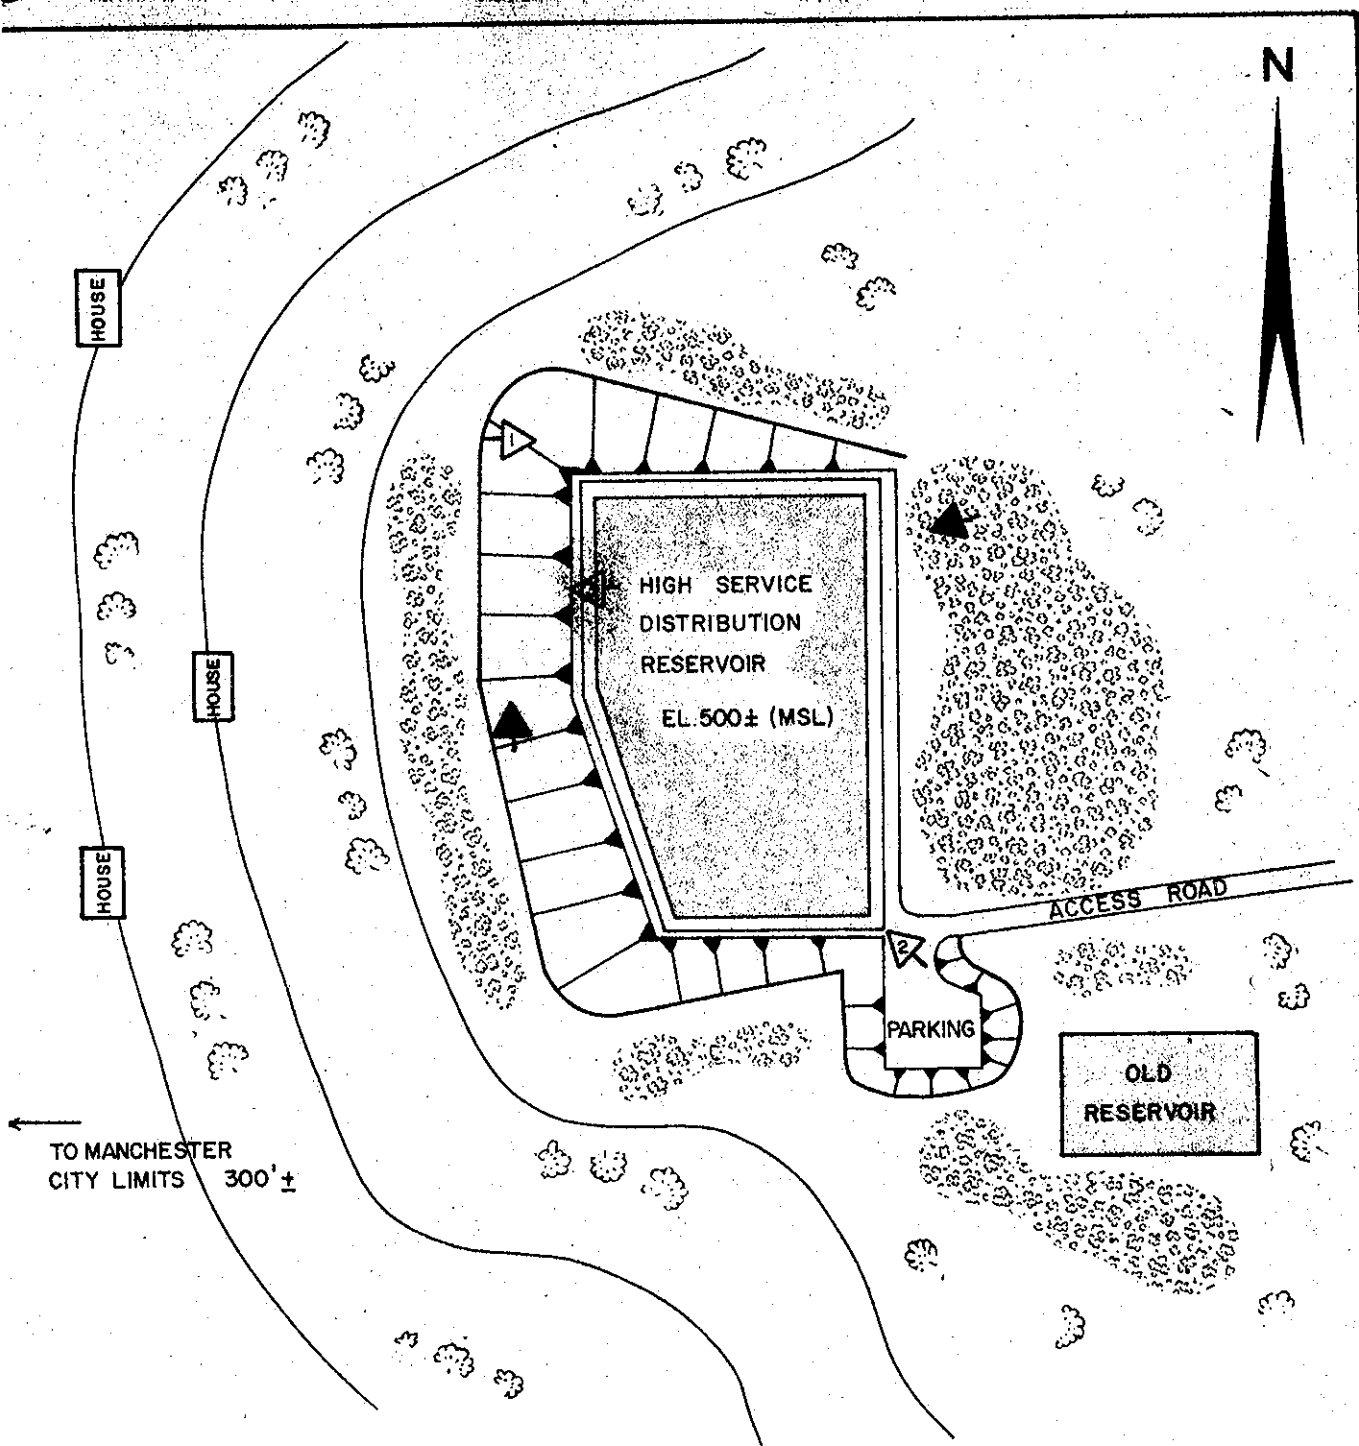 N
HOUSE
1
HIGH SERVICE
DISTRIBUTION
RESERVOIR
EL. 500± (MSL)
HOUSE
HOUSE
ACCESS ROAD
2
PARKING
OLD
RESERVOIR
TO MANCHESTER
CITY LIMITS 300'±